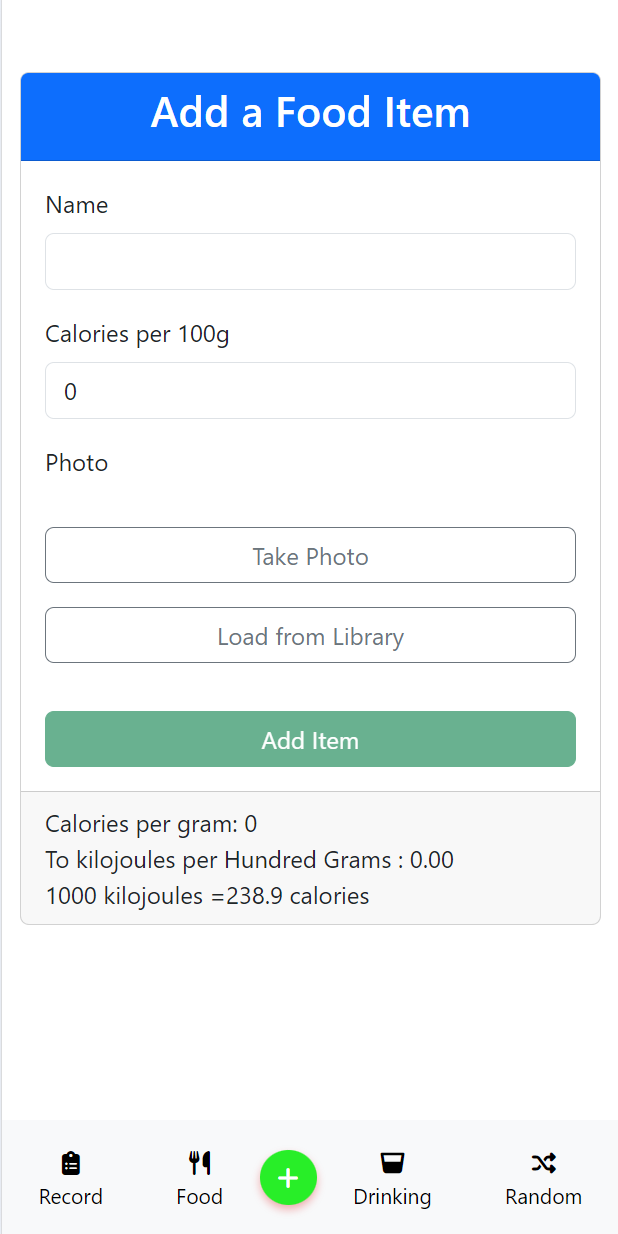 Add a Food Item
Name
Calories per 100g
0
Photo
Take Photo
Load from Library
Add Item
Calories per gram: 0
To kilojoules per Hundred Grams : 0.00
1000 kilojoules =238.9 calories
Record
Food
Drinking
Random